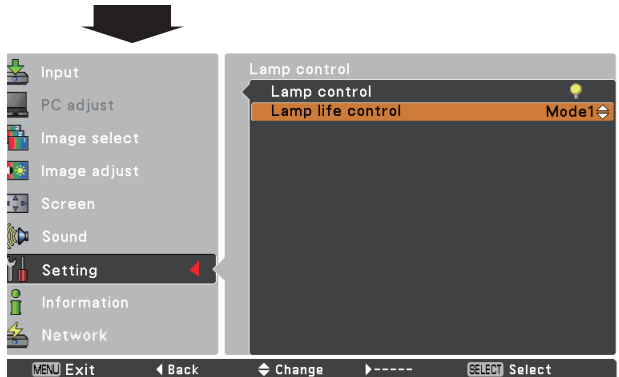 Input
PC adjust
Image select
Image adjust
Screen
Sound
Setting
Information
Network
Lamp control
Lamp control
Lamp life control Mode1
MENU Exit Back Change ----- SELECT Select